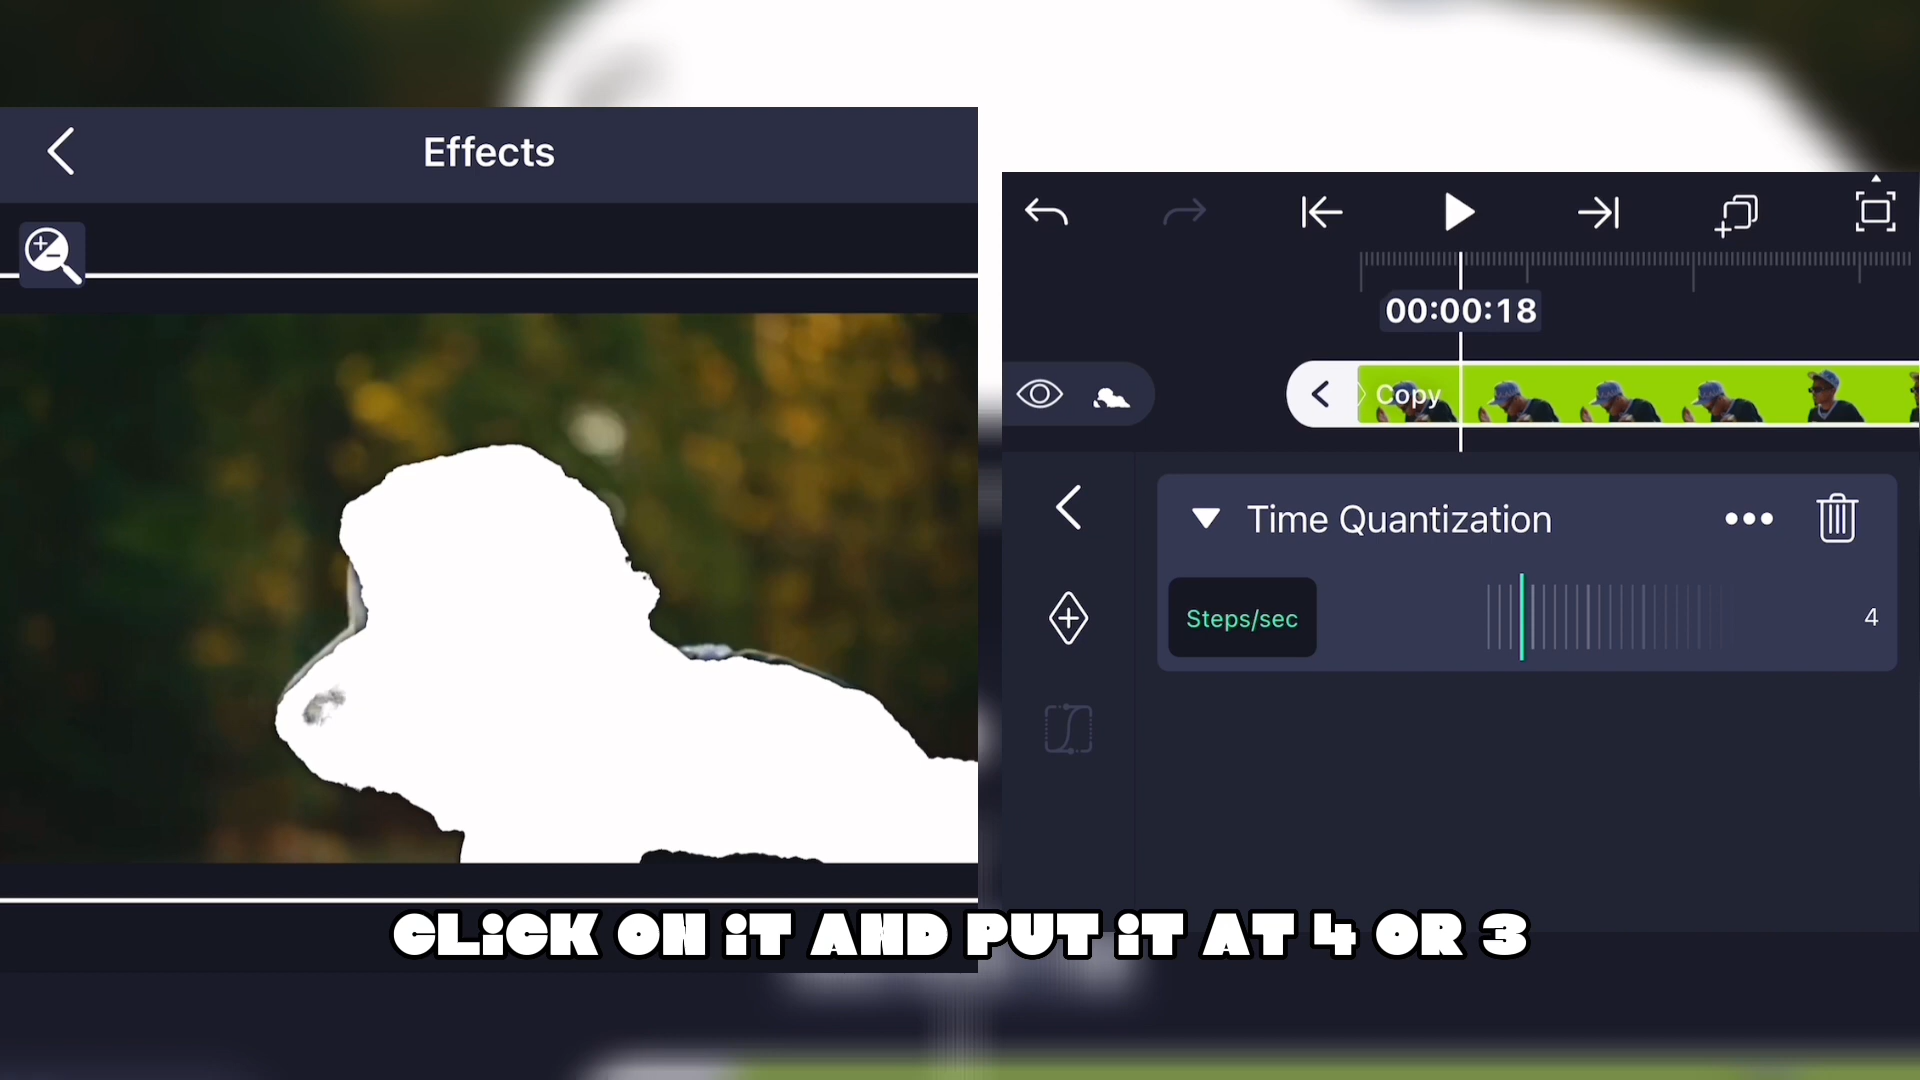 Effects
00:00:18
Copy
Time Quantization
Steps/sec
4
CLiCK ON iT AND PUT iT AT 4 OR 3